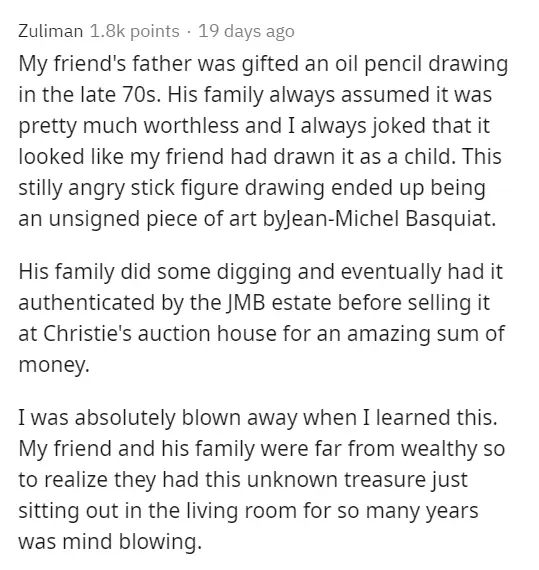 Zuliman 1.8k points · 19 days ago
My friend's father was gifted an oil pencil drawing
in the late 70s. His family always assumed it was
pretty much worthless and I always joked that it
looked like my friend had drawn it as a child. This
stilly angry stick figure drawing ended up being
an unsigned piece of art byJean-Michel Basquiat.
His family did some digging and eventually had it
authenticated by the JMB estate before selling it
at Christie's auction house for an amazing sum of
money.
I was absolutely blown away when I learned this.
My friend and his family were far from wealthy so
to realize they had this unknown treasure just
sitting out in the living room for so many years
was mind blowing.